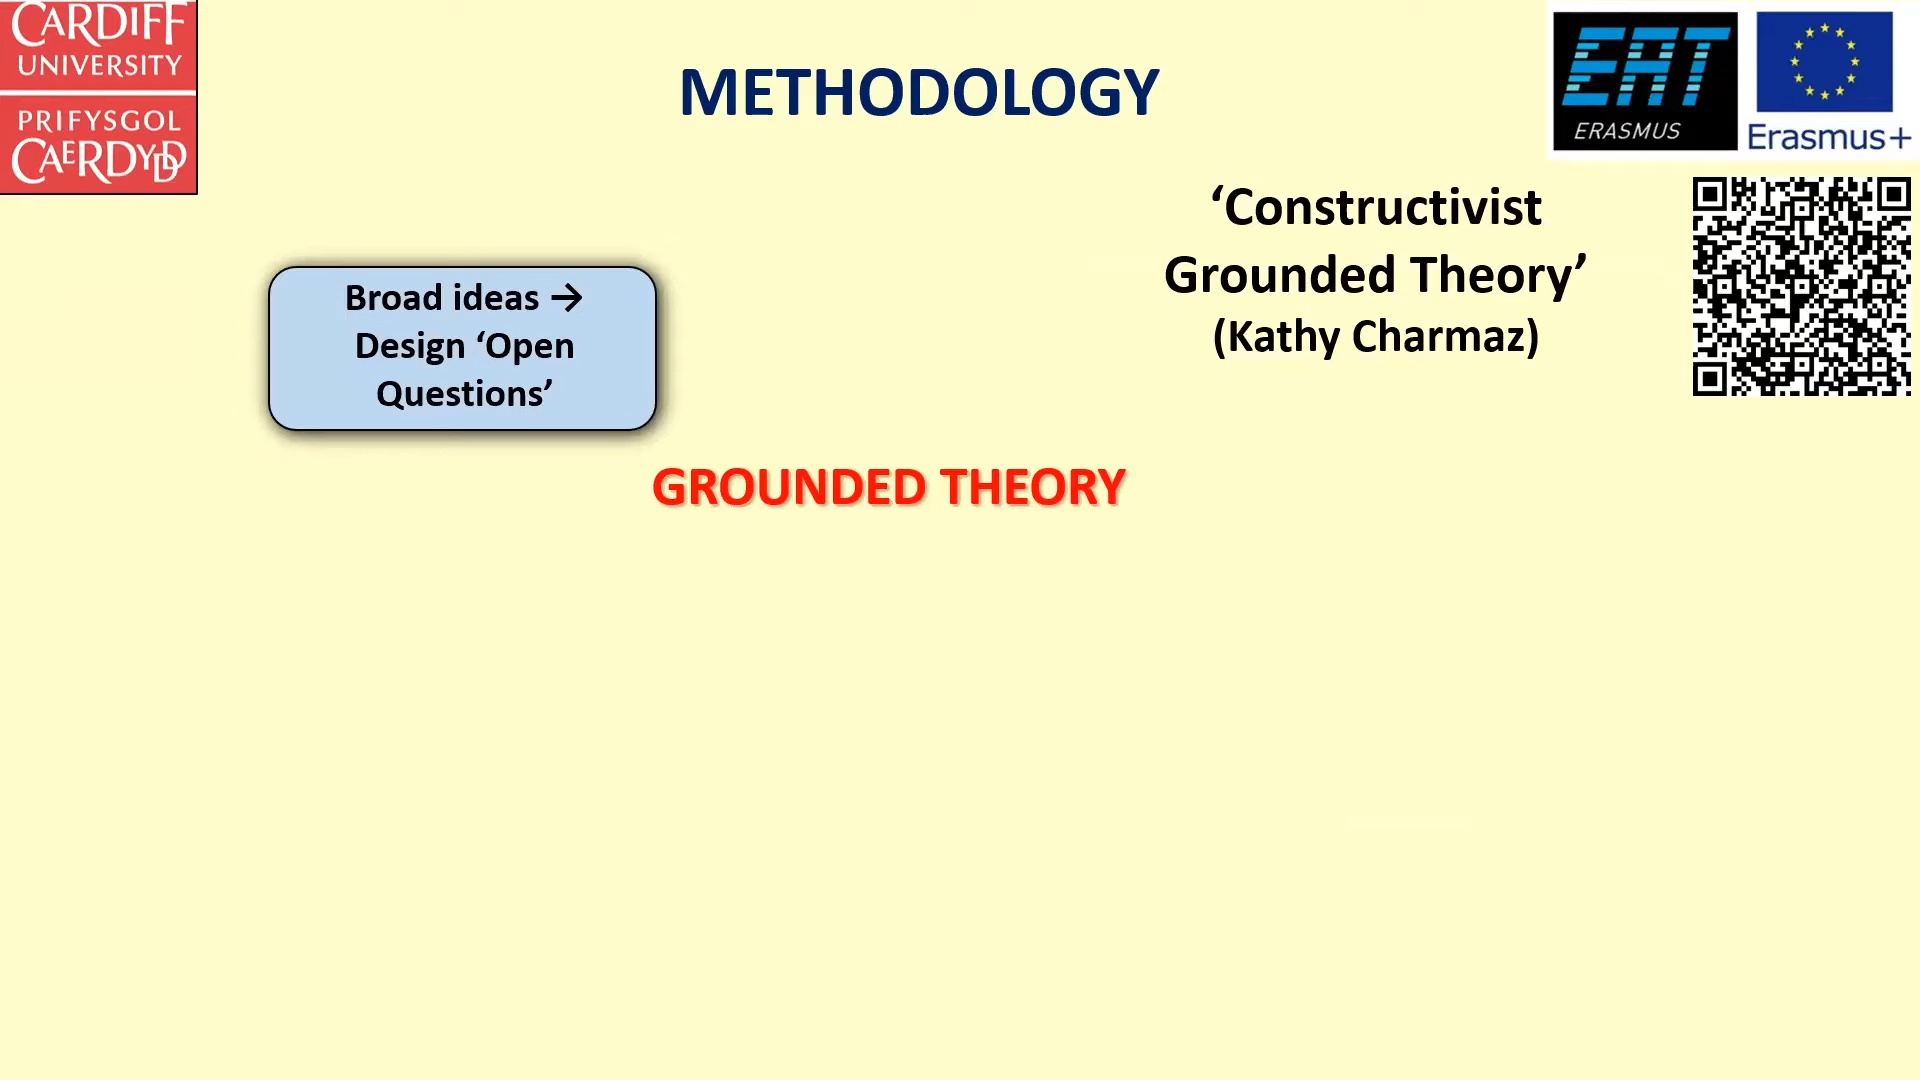 CARDIFF
UNIVERSITY
PRIFYSGOL
CAERDYDD
METHODOLOGY
EAT
ERASMUS
Erasmus+
‘Constructivist
Grounded Theory’
(Kathy Charmaz)
Broad ideas →
Design ‘Open
Questions’
GROUNDED THEORY